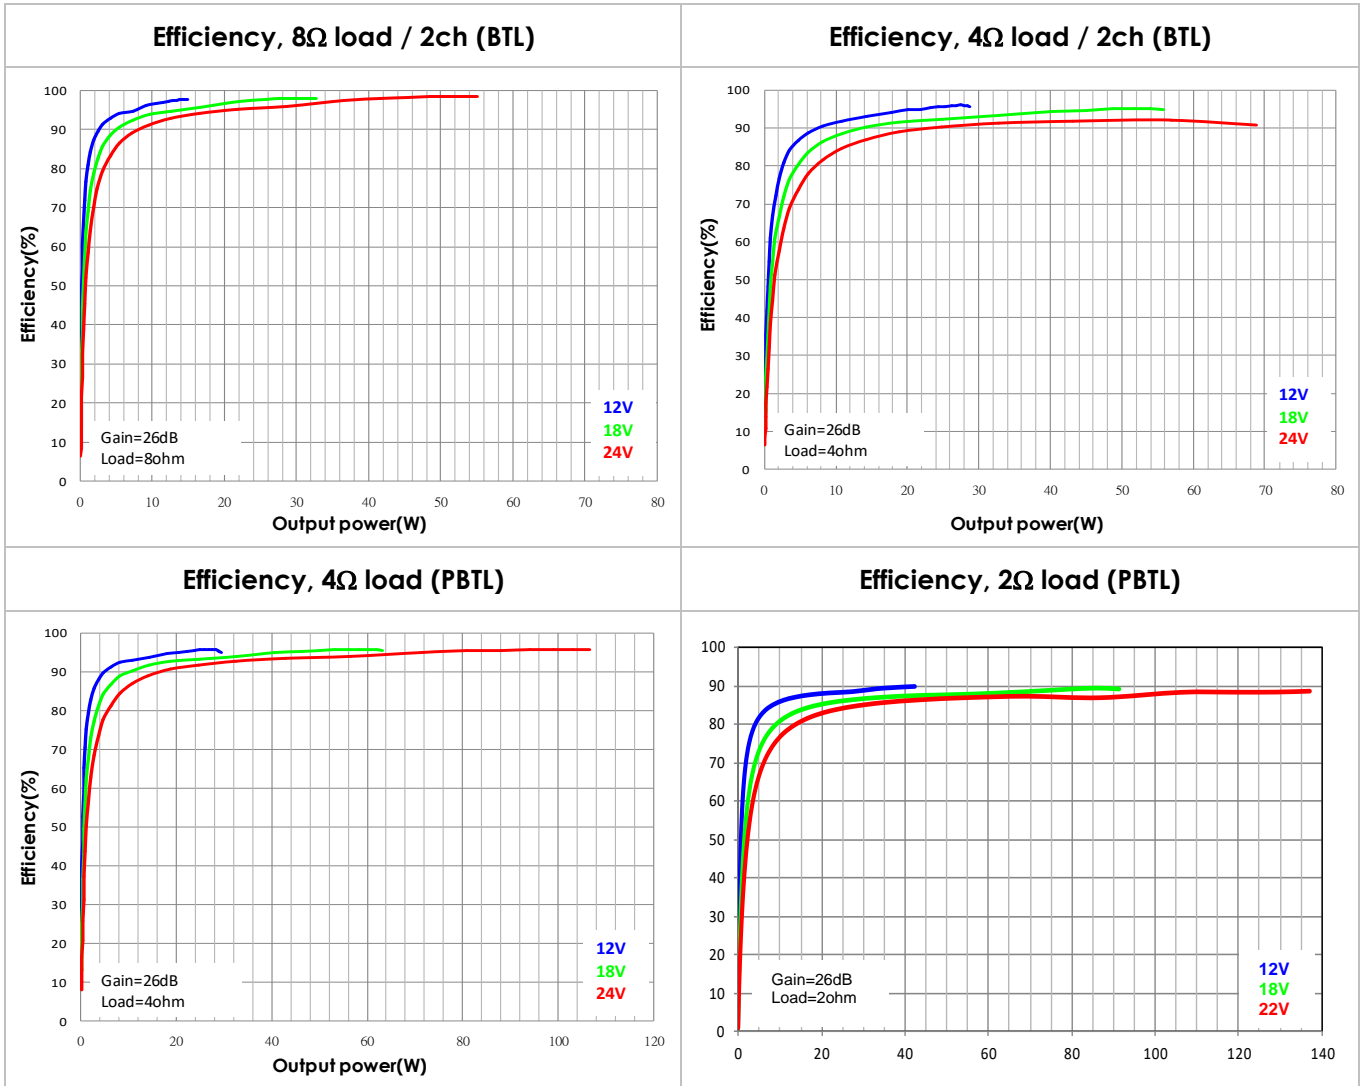 Efficiency, 8Ω load / 2ch (BTL)
100
90
80
70
60
50
40
30
20
10
0
Efficiency(%)
Gain=26dB
Load=8ohm
12V
18V
24V
0 10 20 30 40 50 60 70 80
Output power(W)
Efficiency, 4Ω load / 2ch (BTL)
100
90
80
70
60
50
40
30
20
10
0
Efficiency(%)
Gain=26dB
Load=4ohm
12V
18V
24V
0 10 20 30 40 50 60 70 80
Output power(W)
Efficiency, 4Ω load (PBTL)
100
90
80
70
60
50
40
30
20
10
0
Efficiency(%)
Gain=26dB
Load=4ohm
12V
18V
24V
0 20 40 60 80 100 120
Output power(W)
Efficiency, 2Ω load (PBTL)
100
90
80
70
60
50
40
30
20
10
0
Gain=26dB
Load=2ohm
12V
18V
22V
0 20 40 60 80 100 120 140